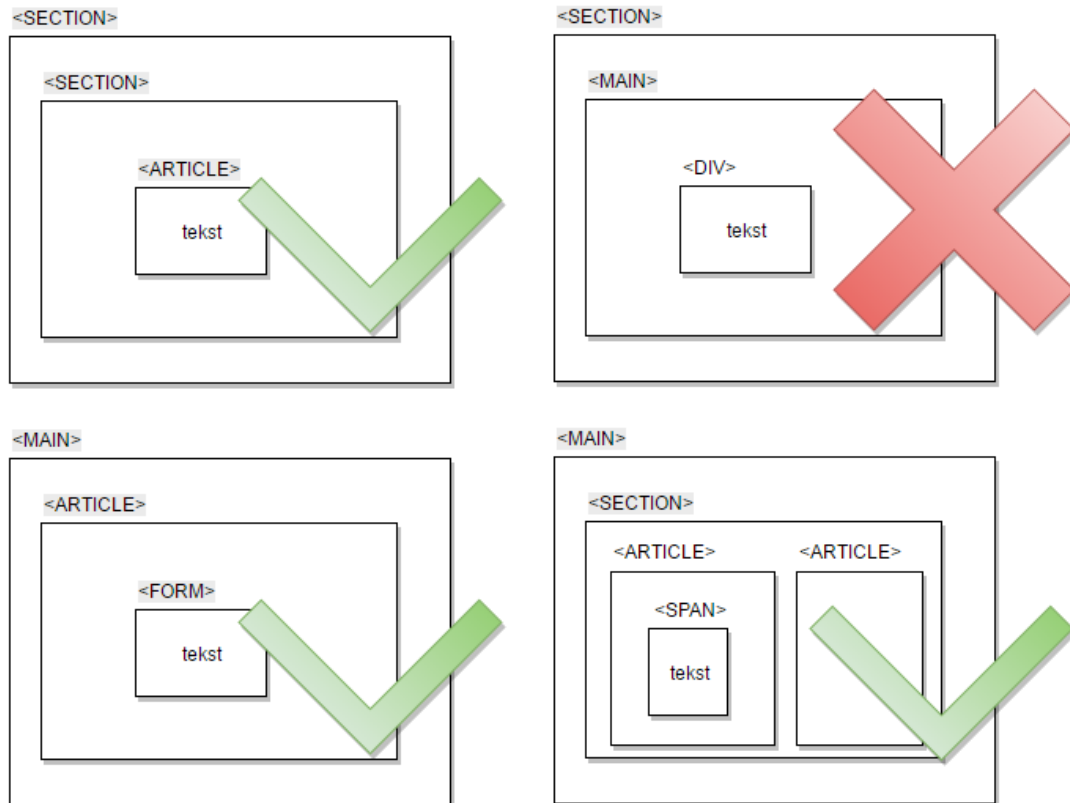 <SECTION>
<SECTION>
<ARTICLE>
tekst
<SECTION>
<MAIN>
<DIV>
tekst
<MAIN>
<ARTICLE>
<FORM>
tekst
<MAIN>
<SECTION>
<ARTICLE> <ARTICLE>
<SPAN>
tekst